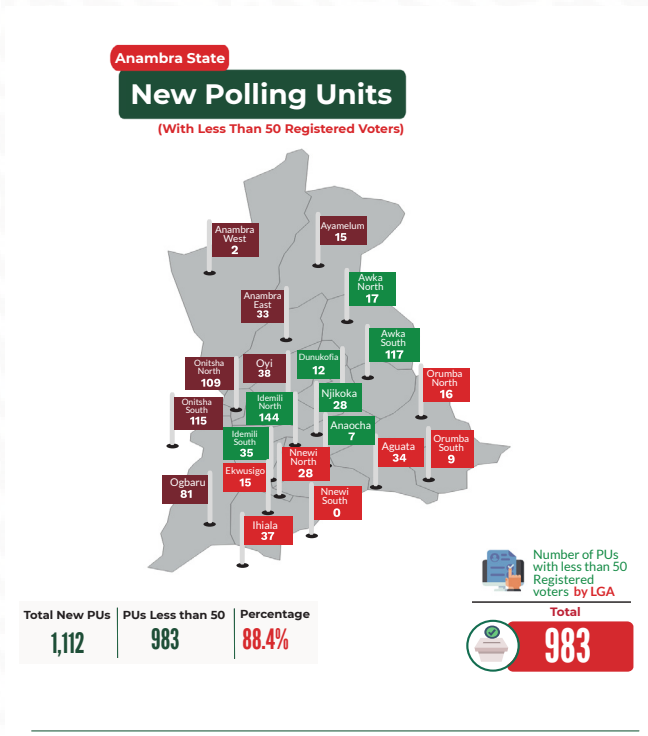 Anambra State
New Polling Units
(With Less Than 50 Registered Voters)
Anambra
West
2
Ayamelum
15
Awka
North
17
Anambra
East
33
Awka
South
117
Onitsha
North
109
Oyi
38
Dunukofia
12
Orumba
North
16
Onitsha
South
115
Idemili
North
144
Njikoka
28
Anaocha
7
Idemili
South
35
Nnewi
North
28
Aguata
34
Orumba
South
9
Ekwusigo
15
Ogbaru
81
Nnewi
South
0
Ihiala
37
Number of PUs
with less than 50
Registered
voters by LGA
Total
983
Total New PUs
1,112
PUs Less than 50
983
Percentage
88.4%